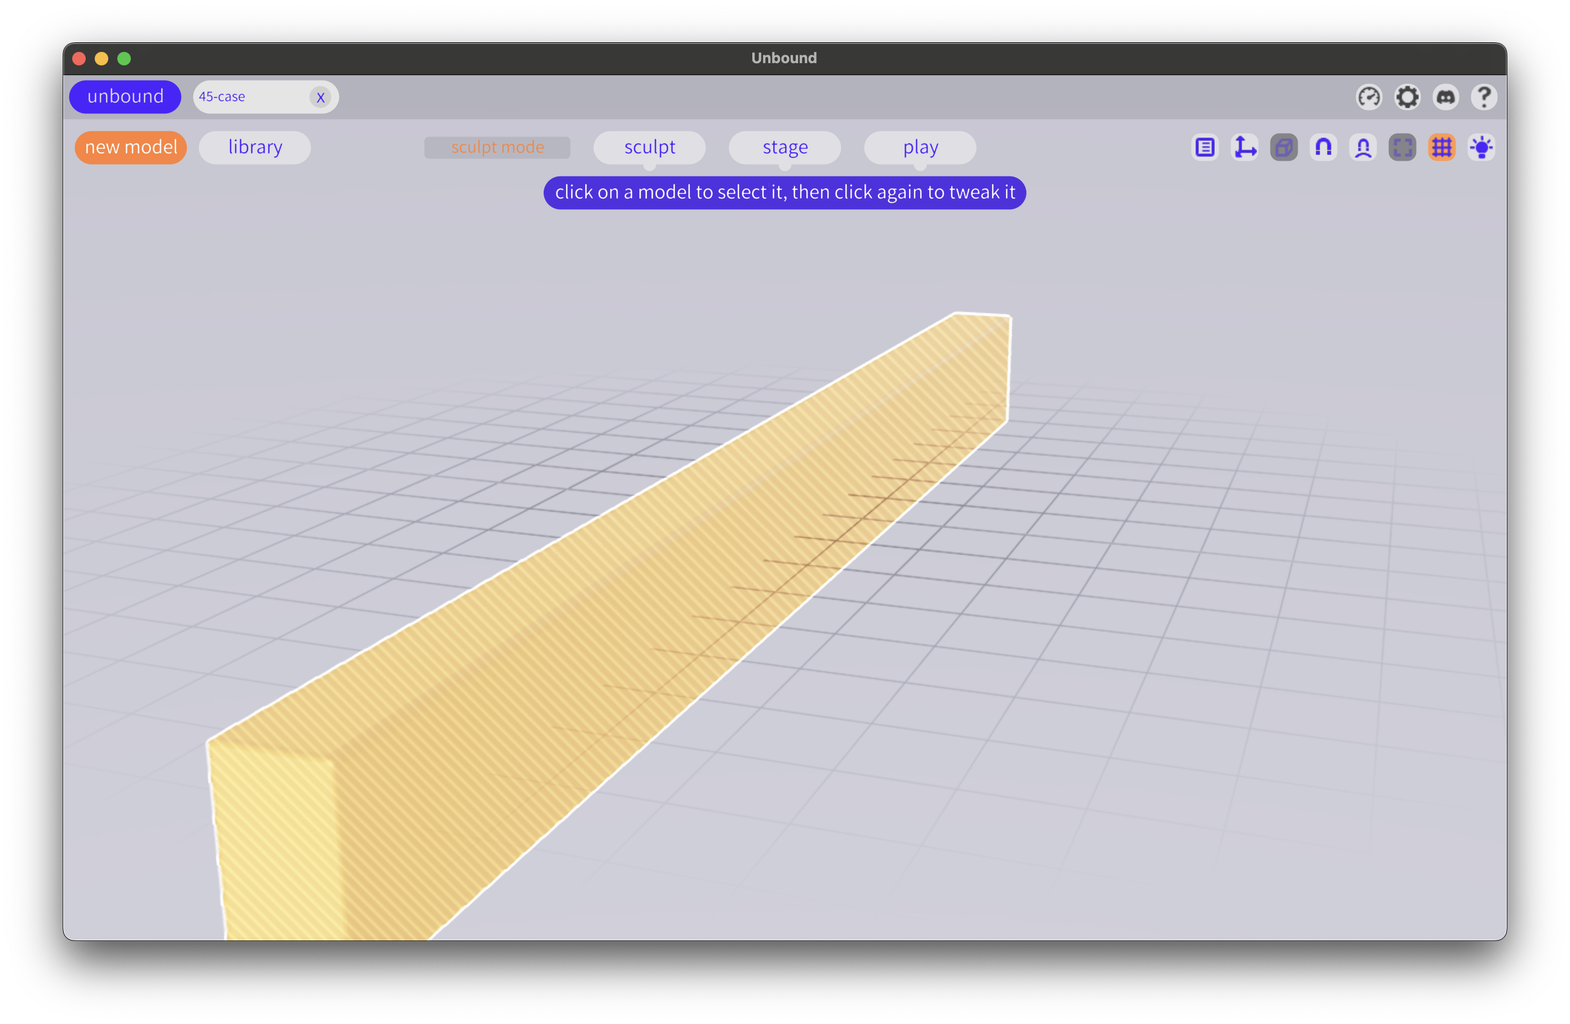 Unbound
unbound
45-case
X
new model
library
sculpt mode
sculpt
stage
play
click on a model to select it, then click again to tweak it
?